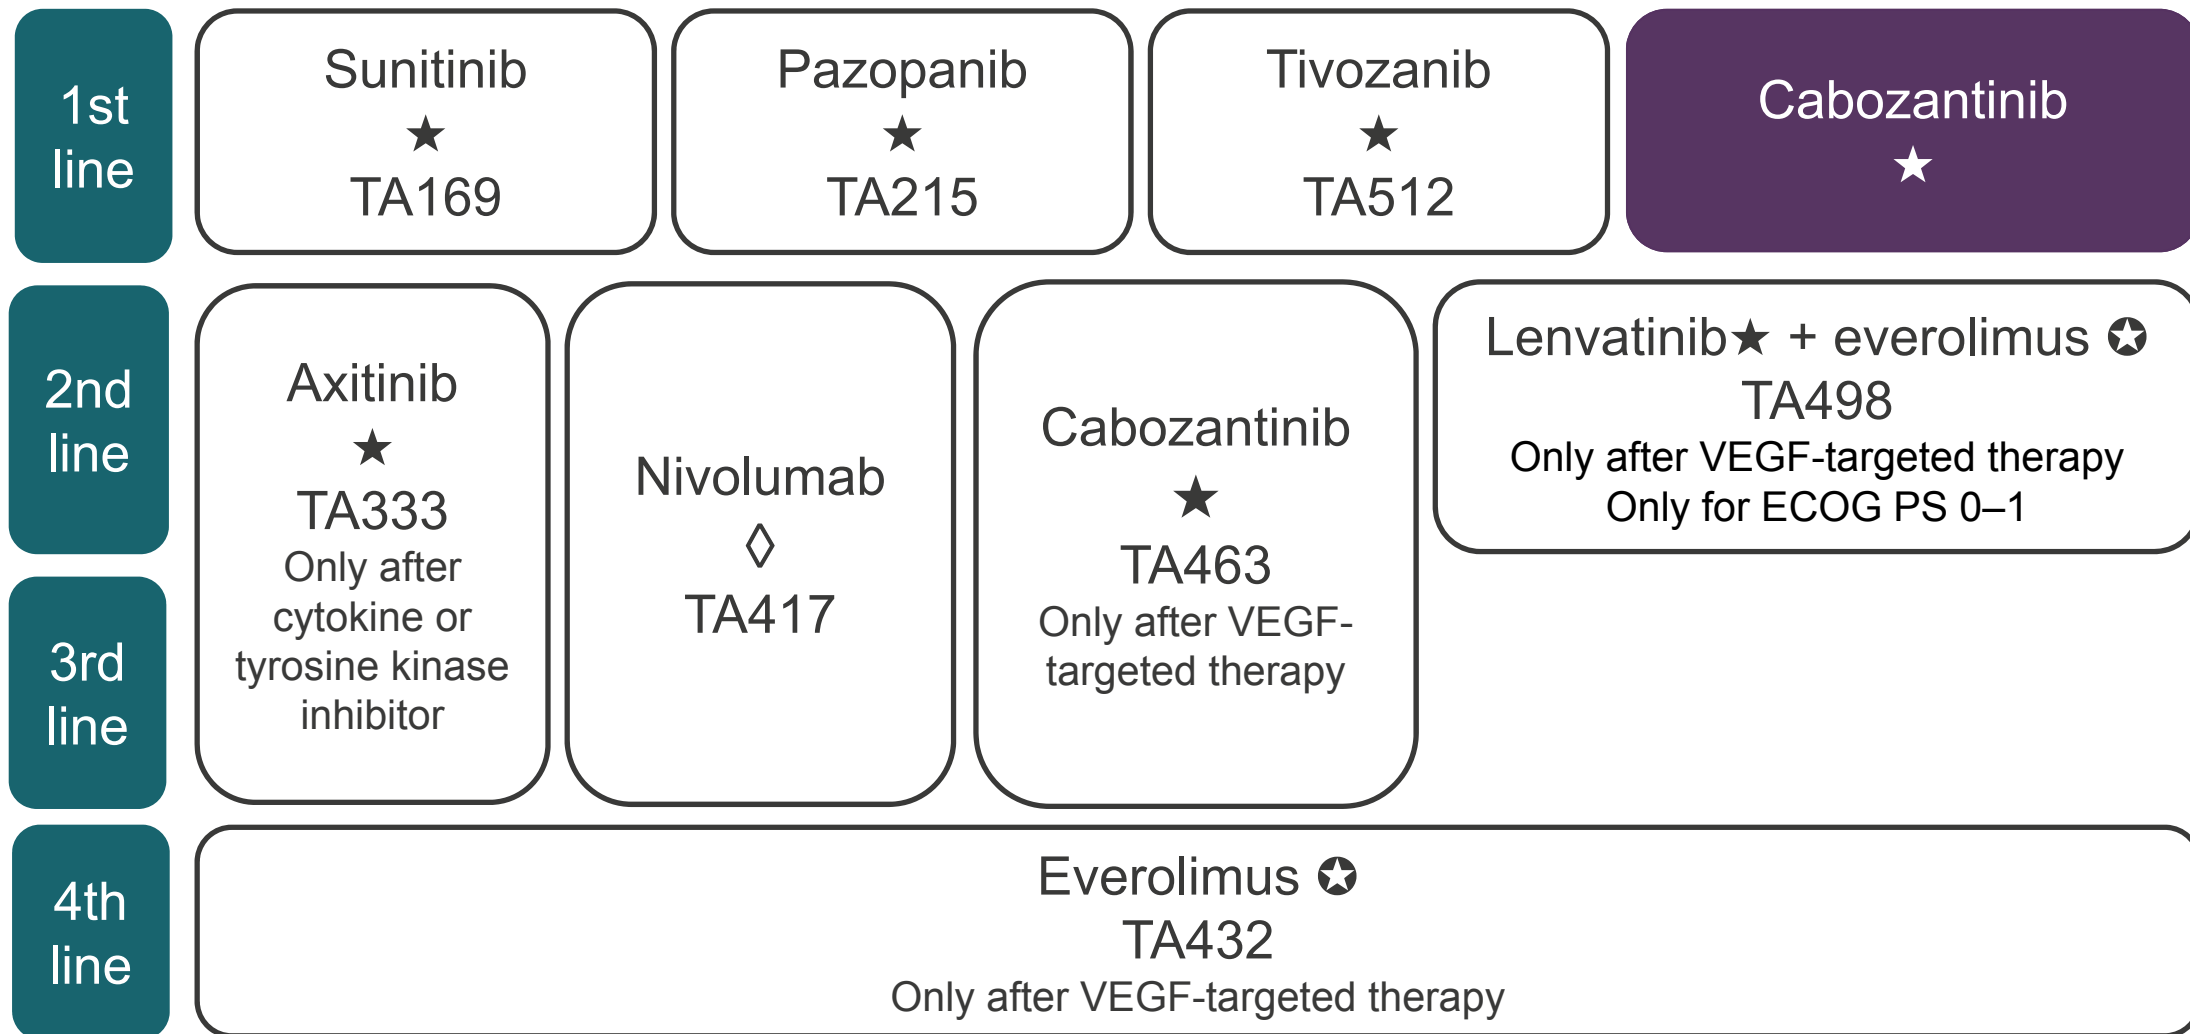 1st
line
Sunitinib
★
TA169
Pazopanib
★
TA215
Tivozanib
★
TA512
Cabozantinib
★
2nd
line
Axitinib
★
TA333
Only after
cytokine or
tyrosine kinase
inhibitor
Nivolumab
◊
TA417
Cabozantinib
★
TA463
Only after VEGF-
targeted therapy
Lenvatinib★ + everolimus ✪
TA498
Only after VEGF-targeted therapy
Only for ECOG PS 0–1
3rd
line
4th
line
Everolimus ✪
TA432
Only after VEGF-targeted therapy